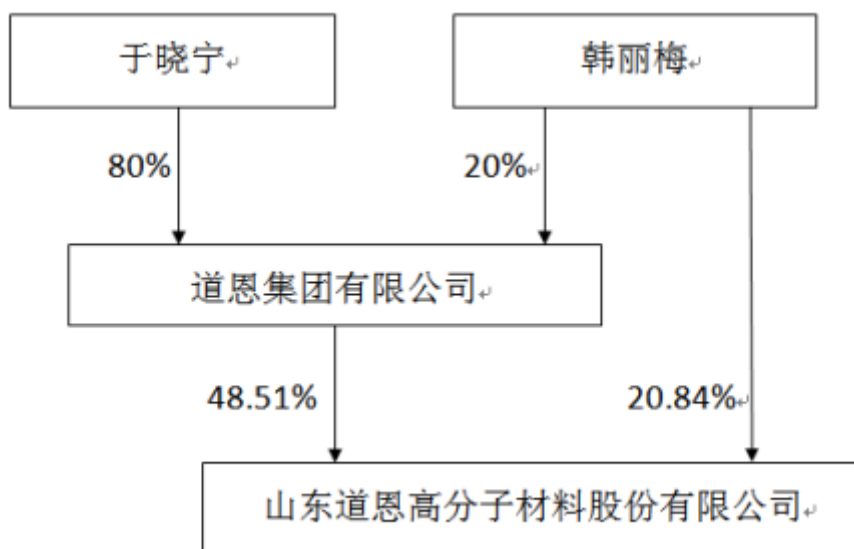 于晓宁
韩丽梅
80%
20%
道恩集团有限公司
48.51%
20.84%
山东道恩高分子材料股份有限公司